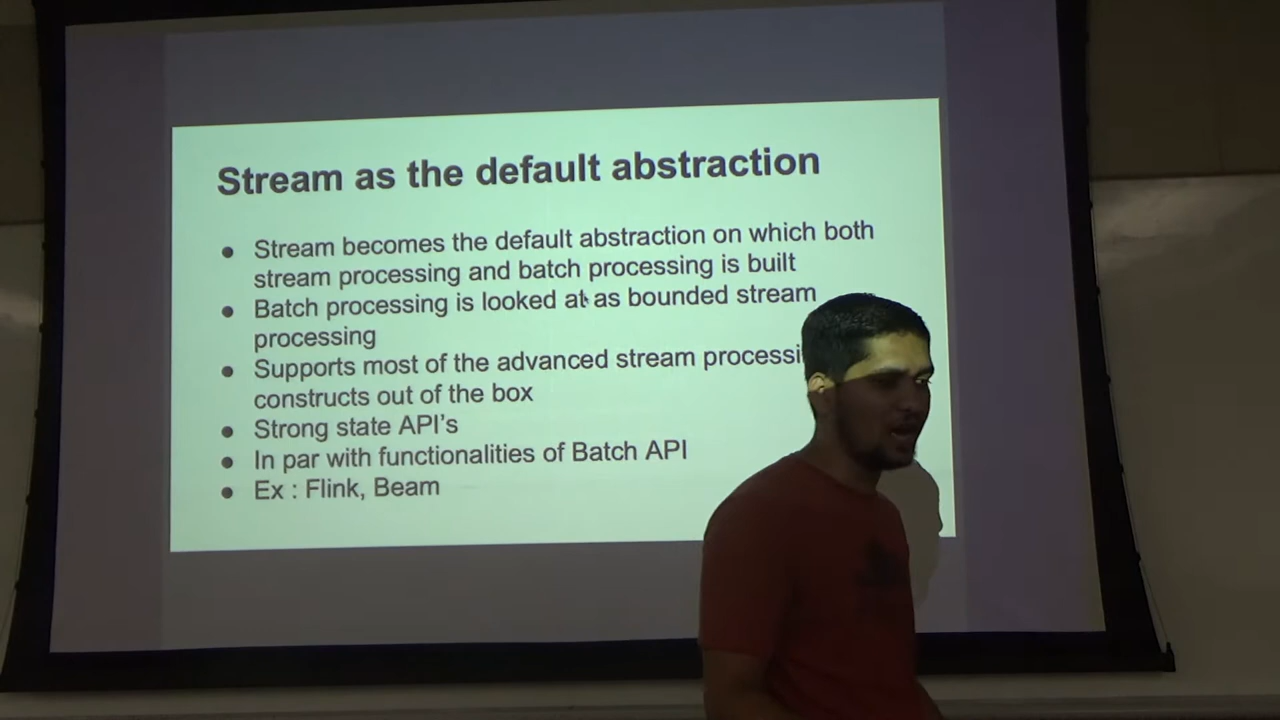 Stream as the default abstraction
● Stream becomes the default abstraction on which both
stream processing and batch processing is built
● Batch processing is looked at as bounded stream
processing
● Supports most of the advanced stream processi
constructs out of the box
● Strong state API's
● In par with functionalities of Batch API
● Ex : Flink, Beam